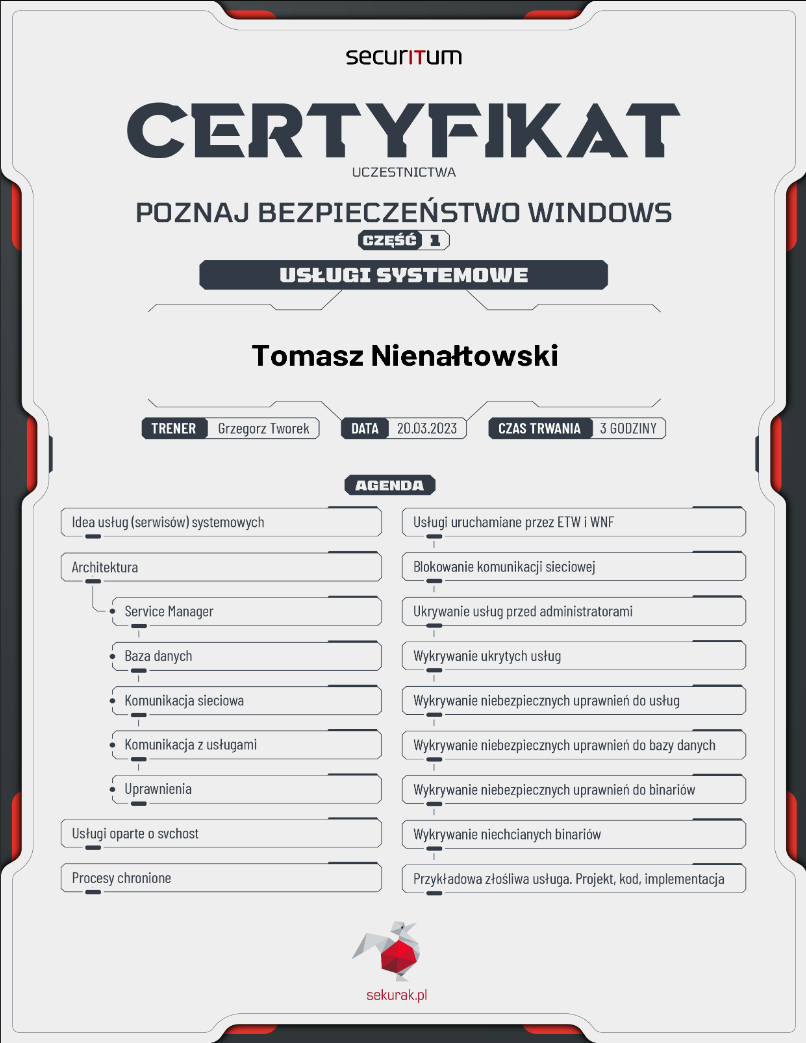 securITum
CERTYFIKAT
UCZESTNICTWA
POZNAJ BEZPIECZEŃSTWO WINDOWS
CZĘŚĆ 1
USŁUGI SYSTEMOWE
Tomasz Nienałtowski
TRENER Grzegorz Tworek DATA 20.03.2023 CZAS TRWANIA 3 GODZINY
AGENDA
Idea usług (serwisów) systemowych
Architektura
Service Manager
Baza danych
Komunikacja sieciowa
Komunikacja z usługami
Uprawnienia
Usługi oparte o svchost
Procesy chronione
Usługi uruchamiane przez ETW i WNF
Blokowanie komunikacji sieciowej
Ukrywanie usług przed administratorami
Wykrywanie ukrytych usług
Wykrywanie niebezpiecznych uprawnień do usług
Wykrywanie niebezpiecznych uprawnień do bazy danych
Wykrywanie niebezpiecznych uprawnień do binariów
Wykrywanie niechcianych binariów
Przykładowa złośliwa usługa. Projekt, kod, implementacja
sekurak.pl